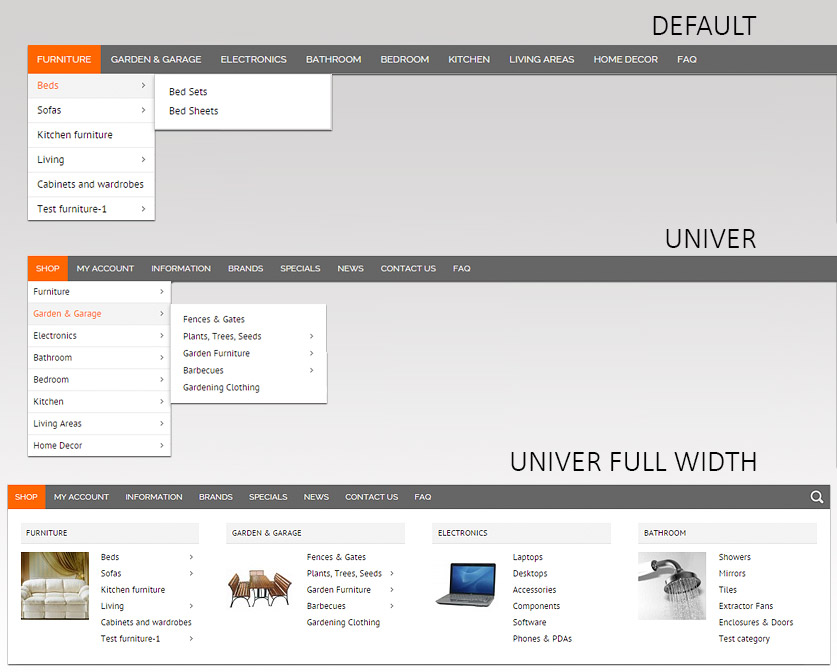 DEFAULT
FURNITURE GARDEN & GARAGE ELECTRONICS BATHROOM BEDROOM KITCHEN LIVING AREAS HOME DECOR FAQ
Beds
Sofas
Kitchen furniture
Living
Cabinets and wardrobes
Test furniture-1
Bed Sets
Bed Sheets
UNIVER
SHOP MY ACCOUNT INFORMATION BRANDS SPECIALS NEWS CONTACT US FAQ
Furniture
Garden & Garage
Electronics
Bathroom
Bedroom
Kitchen
Living Areas
Home Decor
Fences & Gates
Plants, Trees, Seeds
Garden Furniture
Barbecues
Gardening Clothing
UNIVER FULL WIDTH
SHOP MY ACCOUNT INFORMATION BRANDS SPECIALS NEWS CONTACT US FAQ
FURNITURE
Beds
Sofas
Kitchen furniture
Living
Cabinets and wardrobes
Test furniture-1
GARDEN & GARAGE
Fences & Gates
Plants, Trees, Seeds
Garden Furniture
Barbecues
Gardening Clothing
ELECTRONICS
Laptops
Desktops
Accessories
Components
Software
Phones & PDAs
BATHROOM
Showers
Mirrors
Tiles
Extractor Fans
Enclosures & Doors
Test category